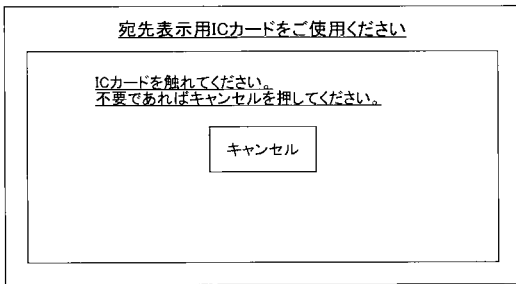 宛先表示用ICカードをご使用ください
ICカードを触れてください。
不要であればキャンセルを押してください。
キャンセル